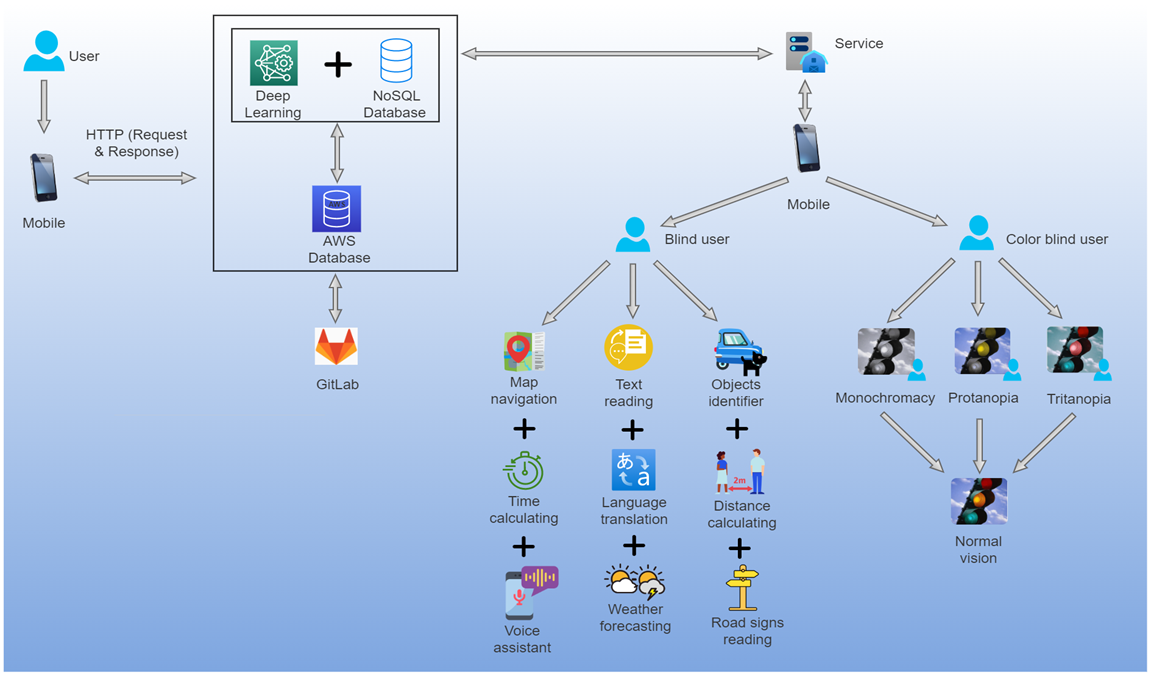 User
HTTP (Request
& Response)
Mobile
Deep
Learning
NoSQL
Database
AWS
AWS
Database
GitLab
Service
Mobile
Blind user
Color blind user
Map
navigation
Text
reading
Objects
identifier
Time
calculating
あ
a
Language
translation
2m
Distance
calculating
Voice
assistant
Weather
forecasting
Road signs
reading
Monochromacy
Protanopia
Tritanopia
Normal
vision